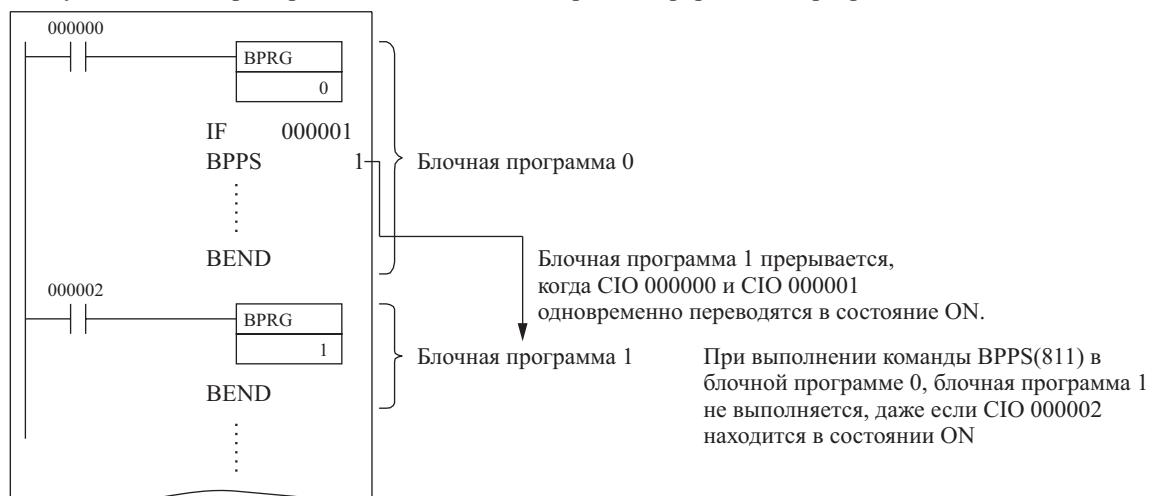 000000
BPRG
0
IF 000001
BPPS 1
Блочная программа 0
BEND
Блочная программа 1 прерывается,
когда CIO 000000 и CIO 000001
одновременно переводятся в состояние ON.
000002
BPRG
1
Блочная программа 1
При выполнении команды BPPS(811) в
блочной программе 0, блочная программа 1
не выполняется, даже если CIO 000002
находится в состоянии ON
BEND